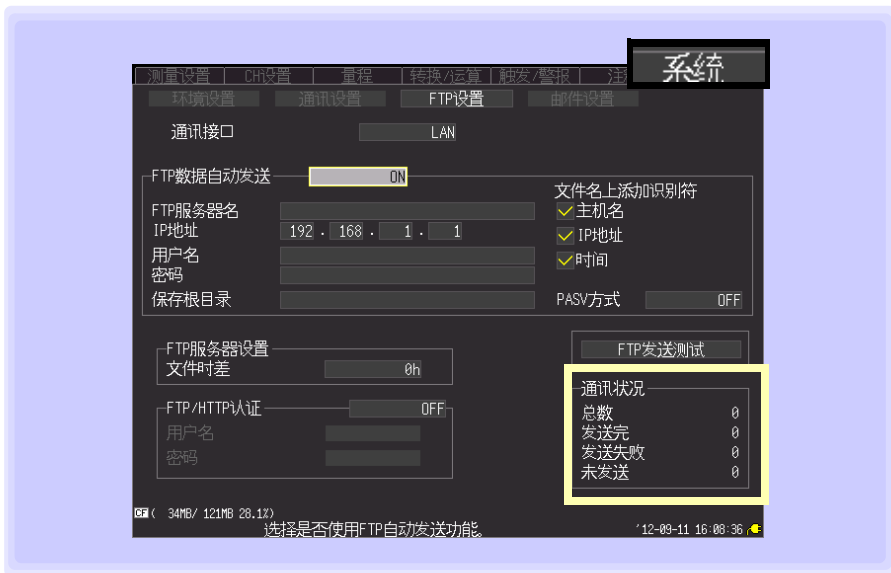 系统
测量设置 CH设置 量程 转换/运算 触发/警报 注
环境设置 通讯设置 FTP设置 邮件设置
通讯接口 LAN
FTP数据自动发送 ON
文件名上添加识别符
FTP服务器名
主机名
IP地址 192 . 168 . 1 . 1
IP地址
用户名
时间
密码
保存根目录
PASV方式 OFF
FTP服务器设置
FTP发送测试
文件时差 0h
通讯状况
FTP/HTTP认证 OFF
总数 0
用户名
发送完 0
密码
发送失败 0
未发送 0
CF ( 34MB/ 121MB 28.1%)
选择是否使用FTP自动发送功能。
'12-09-11 16:08:36